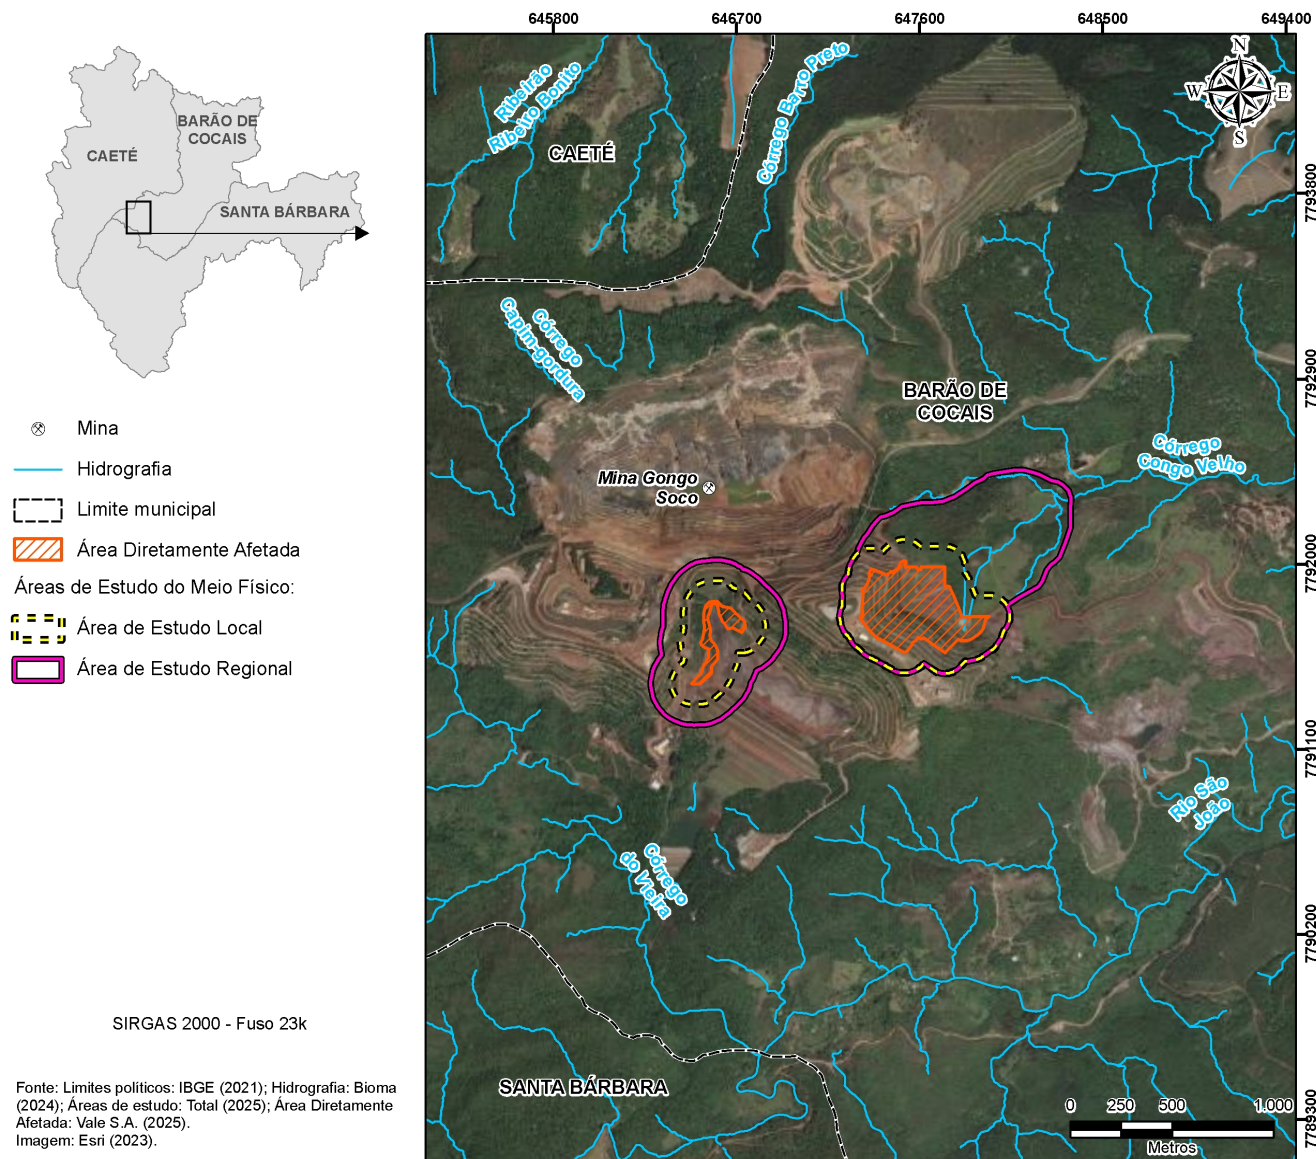 645800
646700
647600
648500
649400
N
W
E
S
BARÃO DE
COCAIS
CAETÉ
SANTA BÁRBARA
Ribeirão
Ribeiro Bonito
Córrego Barro Preto
CAETÉ
7793800
Córrego
Capim-gordura
BARÃO DE
COCAIS
7792900
Mina Gongo
Soco
Córrego
Congo Velho
Mina
Hidrografia
Limite municipal
Área Diretamente Afetada
Áreas de Estudo do Meio Físico:
Área de Estudo Local
Área de Estudo Regional
7792000
7791100
Rio São
João
Córrego
do Vieira
7790200
SIRGAS 2000 - Fuso 23k
Fonte: Limites políticos: IBGE (2021); Hidrografia: Bioma
(2024); Áreas de estudo: Total (2025); Área Diretamente
Afetada: Vale S.A. (2025).
Imagem: Esri (2023).
SANTA BÁRBARA
0
250
500
1.000
Metros
7789300